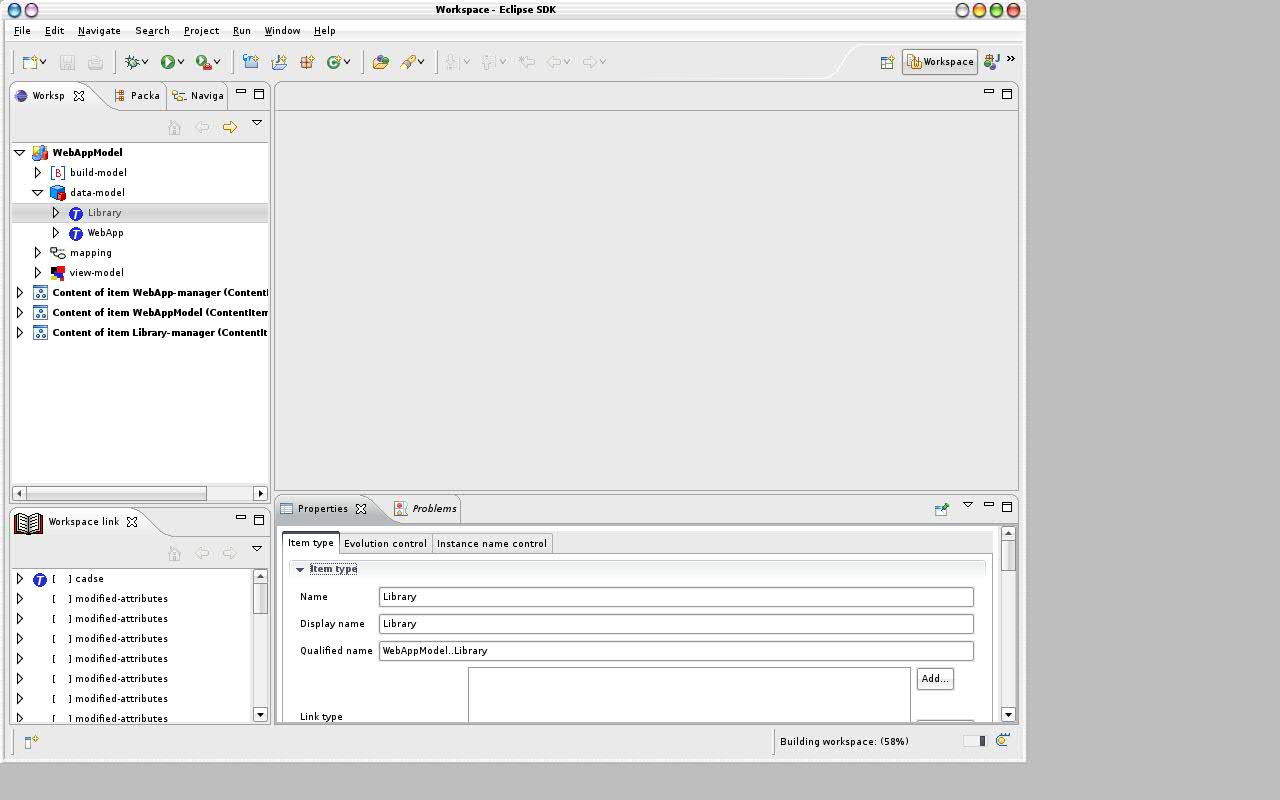 Workspace - Eclipse SDK
File Edit Navigate Search Project Run Window Help
Workspace
Worksp Packa Naviga
WebAppModel
build-model
data-model
Library
WebApp
mapping
view-model
Content of item WebApp-manager (ContentI
Content of item WebAppModel (ContentItem
Content of item Library-manager (ContentIt
Workspace link
[ ] cadse
[ ] modified-attributes
[ ] modified-attributes
[ ] modified-attributes
[ ] modified-attributes
[ ] modified-attributes
[ ] modified-attributes
[ ] modified-attributes
Properties Problems
Item type Evolution control Instance name control
Item type
Name Library
Display name Library
Qualified name WebAppModel..Library
Add...
Link type
Building workspace: (58%)